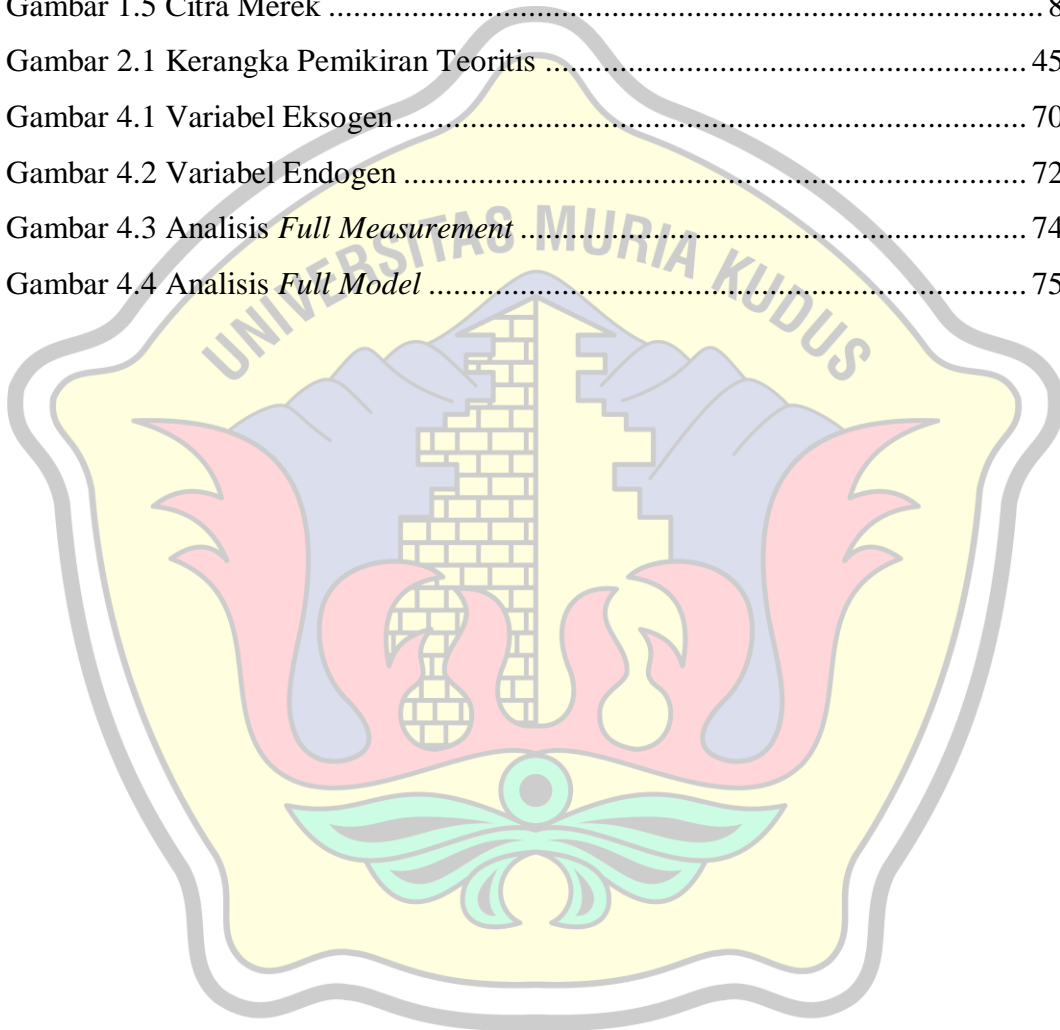 Gambar 1.5 Citra Merek ........................................................................................... 8
Gambar 2.1 Kerangka Pemikiran Teoritis ............................................................. 45
Gambar 4.1 Variabel Eksogen................................................................................ 70
Gambar 4.2 Variabel Endogen ............................................................................... 72
Gambar 4.3 Analisis Full Measurement ................................................................. 74
Gambar 4.4 Analisis Full Model ............................................................................ 75
UNIVERSITAS MURIA KUDUS